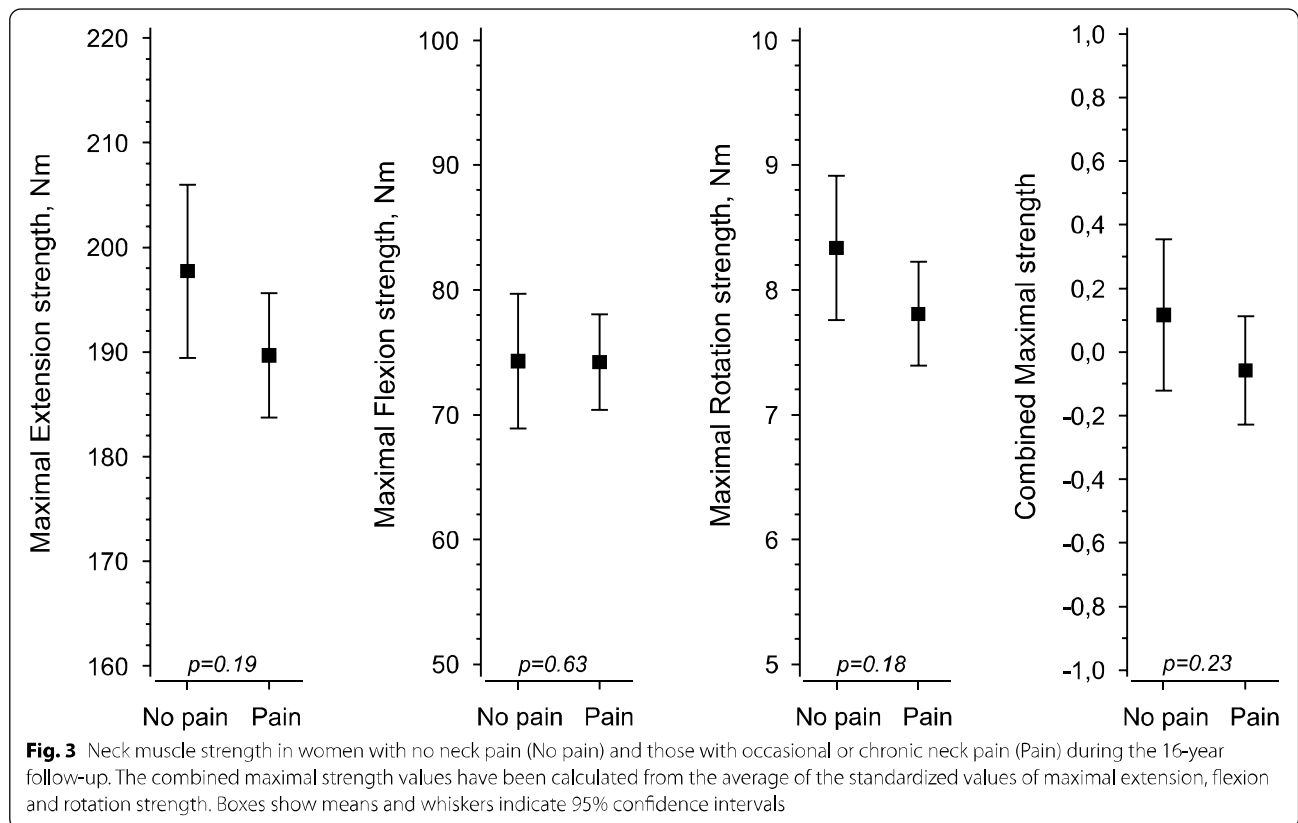 Maximal Extension strength, Nm
220
210
200
190
180
170
160
p=0.19
No pain Pain
Maximal Flexion strength, Nm
100
90
80
70
60
50
p=0.63
No pain Pain
Maximal Rotation strength, Nm
10
9
8
7
6
5
p=0.18
No pain Pain
Combined Maximal strength
1,0
0,8
0,6
0,4
0,2
0,0
-0,2
-0,4
-0,6
-0,8
-1,0
p=0.23
No pain Pain
Fig. 3 Neck muscle strength in women with no neck pain (No pain) and those with occasional or chronic neck pain (Pain) during the 16-year
follow-up. The combined maximal strength values have been calculated from the average of the standardized values of maximal extension, flexion
and rotation strength. Boxes show means and whiskers indicate 95% confidence intervals